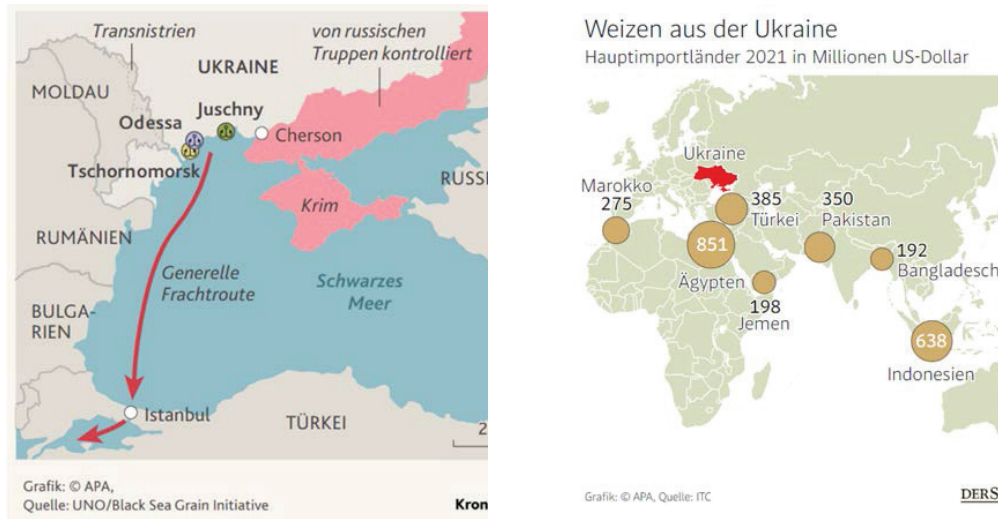 Transnistrien
von russischen
Truppen kontrolliert
UKRAINE
MOLDAU
Juschny
Odessa
Cherson
Tschornomorsk
RUSS
Krim
RUMÄNIEN
Generelle
Frachtroute
Schwarzes
Meer
BULGA-
RIEN
Istanbul
TÜRKEI
2
Grafik: © APA,
Quelle: UNO/Black Sea Grain Initiative
Kron
Weizen aus der Ukraine
Hauptimportländer 2021 in Millionen US-Dollar
Ukraine
Marokko
275
385
Türkei
350
Pakistan
851
Ägypten
192
Bangladesch
198
Jemen
638
Indonesien
Grafik: © APA, Quelle: ITC
DERS